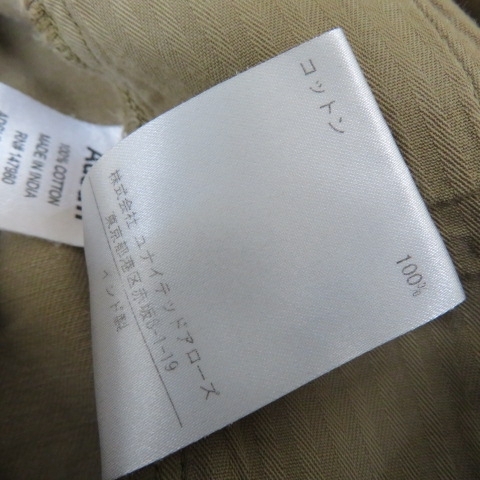 コットン 100%
株式会社 ユナイテッドアローズ
東京都港区赤坂8-1-19
インド製
100% COTTON
MADE IN INDIA
RN# 147980